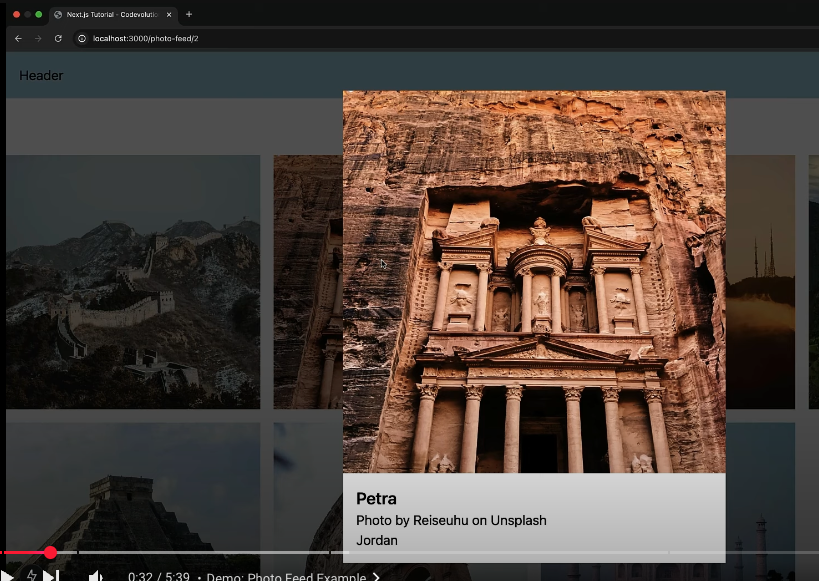 Next.js Tutorial - Codevolutio
localhost:3000/photo-feed/2
Header
Petra
Photo by Reiseuhu on Unsplash
Jordan
0:32 / 5:39 • Demo: Photo Feed Example